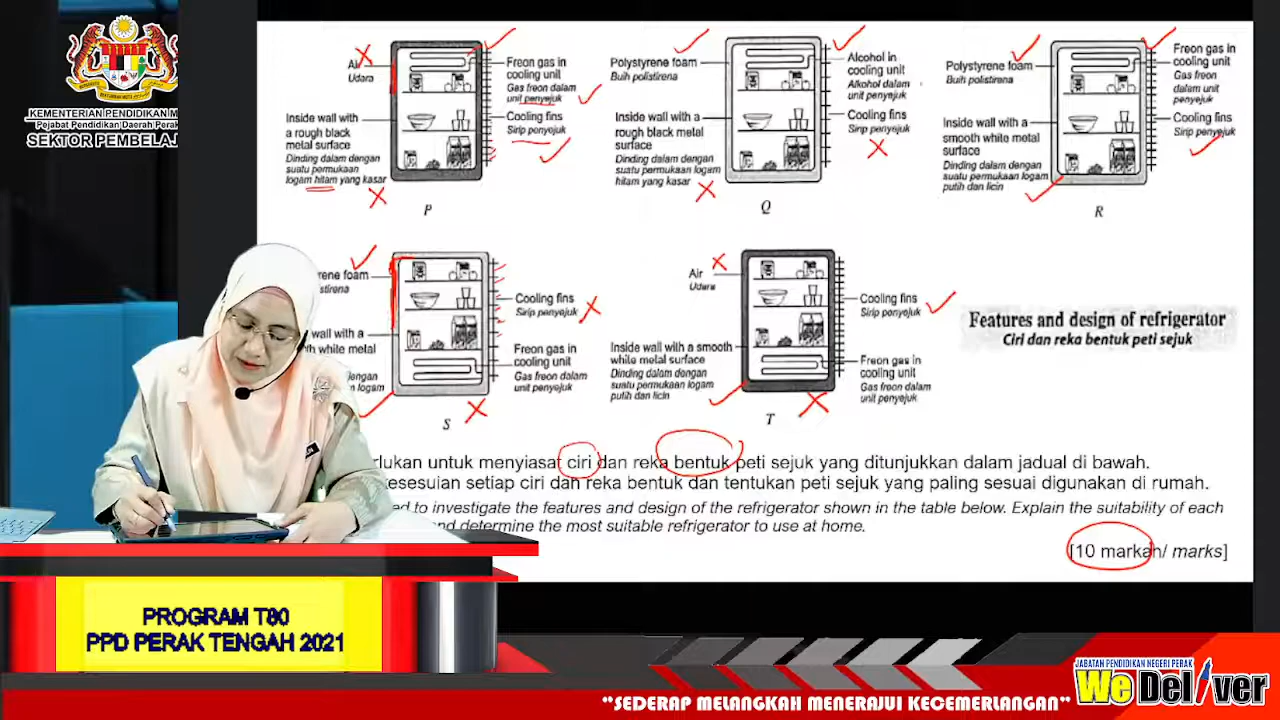 KEMENTERIAN PENDIDIKAN M
Pejabat Pendidikan Daerah Perak
SEKTOR PEMBELAJ
Air
Udara
Inside wall with
a rough black
metal surface
Dinding dalam dengan
suatu permukaan
logam hitam yang kasar
Freon gas in
cooling unit
Gas freon dalam
unit penyejuk
Cooling fins
Sirip penyejuk
P
Polystyrene foam
Buih polistirena
Inside wall with a
rough black metal
surface
Dinding dalam dengan
suatu permukaan logam
hitam yang kasar
Alcohol in
cooling unit
Alkohol dalam
unit penyejuk
Cooling fins
Sirip penyejuk
Q
Polystyrene foam
Buih polistirena
Inside wall with a
smooth white metal
surface
Dinding dalam dengan
suatu permukaan logam
putih dan licin
Freon gas in
cooling unit
Gas freon
dalam unit
penyejuk
Cooling fins
Sirip penyejuk
R
rene foam
stirena
wall with a
h white metal
dengan
n logam
Cooling fins
Sirip penyejuk
Freon gas in
cooling unit
Gas freon dalam
unit penyejuk
S
Air
Udara
Inside wall with a smooth
white metal surface
Dinding dalam dengan
suatu permukaan logam
putih dan licin
Cooling fins
Sirip penyejuk
Freon gas in
cooling unit
Gas freon dalam
unit penyejuk
T
Features and design of refrigerator
Ciri dan reka bentuk peti sejuk
rlukan untuk menyiasat ciri dan reka bentuk peti sejuk yang ditunjukkan dalam jadual di bawah.
kesesuian setiap ciri dan reka bentuk dan tentukan peti sejuk yang paling sesuai digunakan di rumah.
ed to investigate the features and design of the refrigerator shown in the table below. Explain the suitability of each
and determine the most suitable refrigerator to use at home.
[10 markah/ marks]
PROGRAM T80
PPD PERAK TENGAH 2021
JABATAN PENDIDIKAN NEGERI PERAK
We Deliver
"SEDERAP MELANGKAH MENERAJUI KECEMERLANGAN"